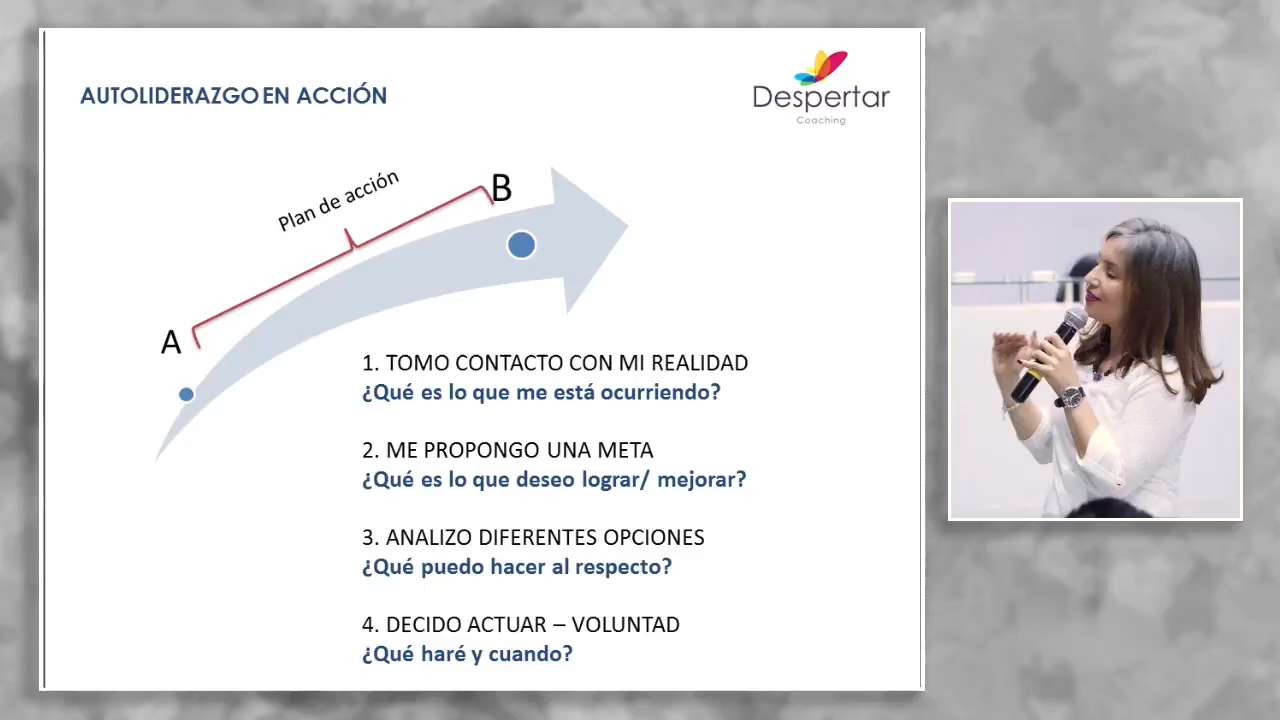 AUTOLIDERAZGO EN ACCIÓN
Despertar
Coaching
Plan de acción
B
A
1. TOMO CONTACTO CON MI REALIDAD
¿Qué es lo que me está ocurriendo?
2. ME PROPONGO UNA META
¿Qué es lo que deseo lograr/ mejorar?
3. ANALIZO DIFERENTES OPCIONES
¿Qué puedo hacer al respecto?
4. DECIDO ACTUAR – VOLUNTAD
¿Qué haré y cuando?